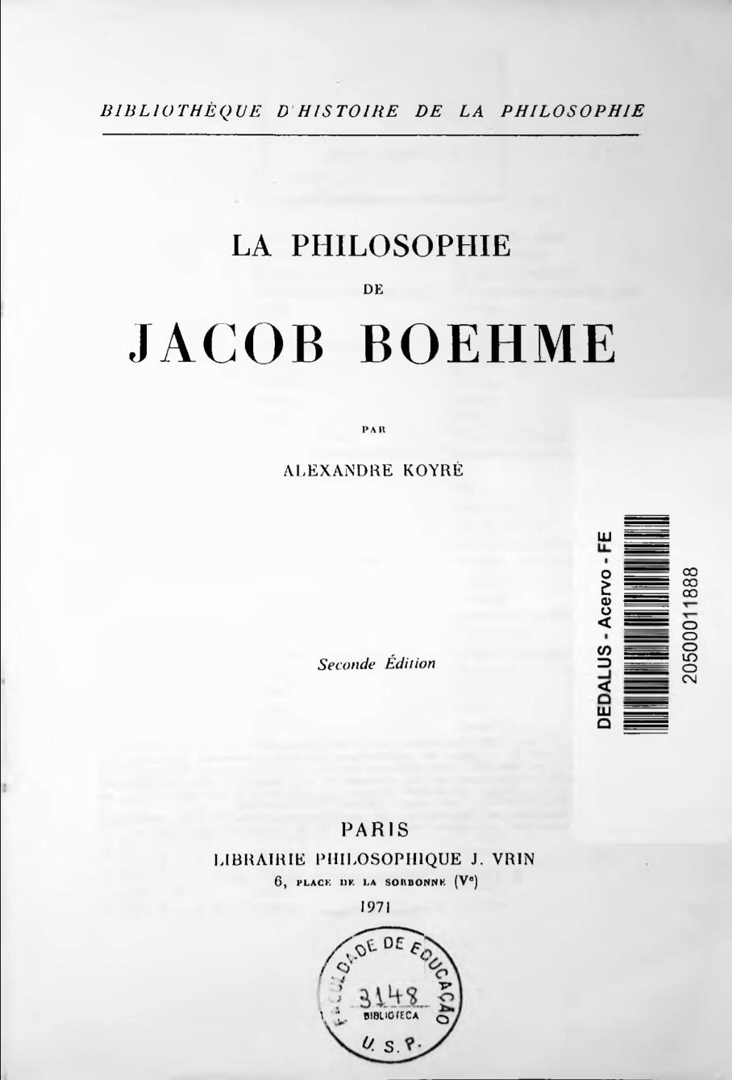 BIBLIOTHÈQUE D'HISTOIRE DE LA PHILOSOPHIE
LA PHILOSOPHIE
DE
JACOB BOEHME
PAR
ALEXANDRE KOYRÉ
Seconde Édition
DEDALUS - Acervo - FE
20500011888
PARIS
LIBRAIRIE PHILOSOPHIQUE J. VRIN
6, PLACE DE LA SORBONNE (Ve)
1971
FACULDADE DE EDUCAÇÃO
3148
BIBLIOTECA
U. S. P.